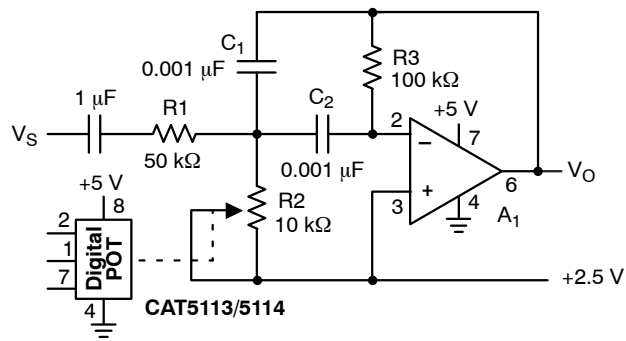 C1
0.001 μF
R3
100 kΩ
1 μF
R1
C2
+5 V
VS
50 kΩ
0.001 μF
2
7
–
+
6
VO
3
4
A1
R2
10 kΩ
+5 V
8
2
1
7
Digital
POT
4
CAT5113/5114
+2.5 V